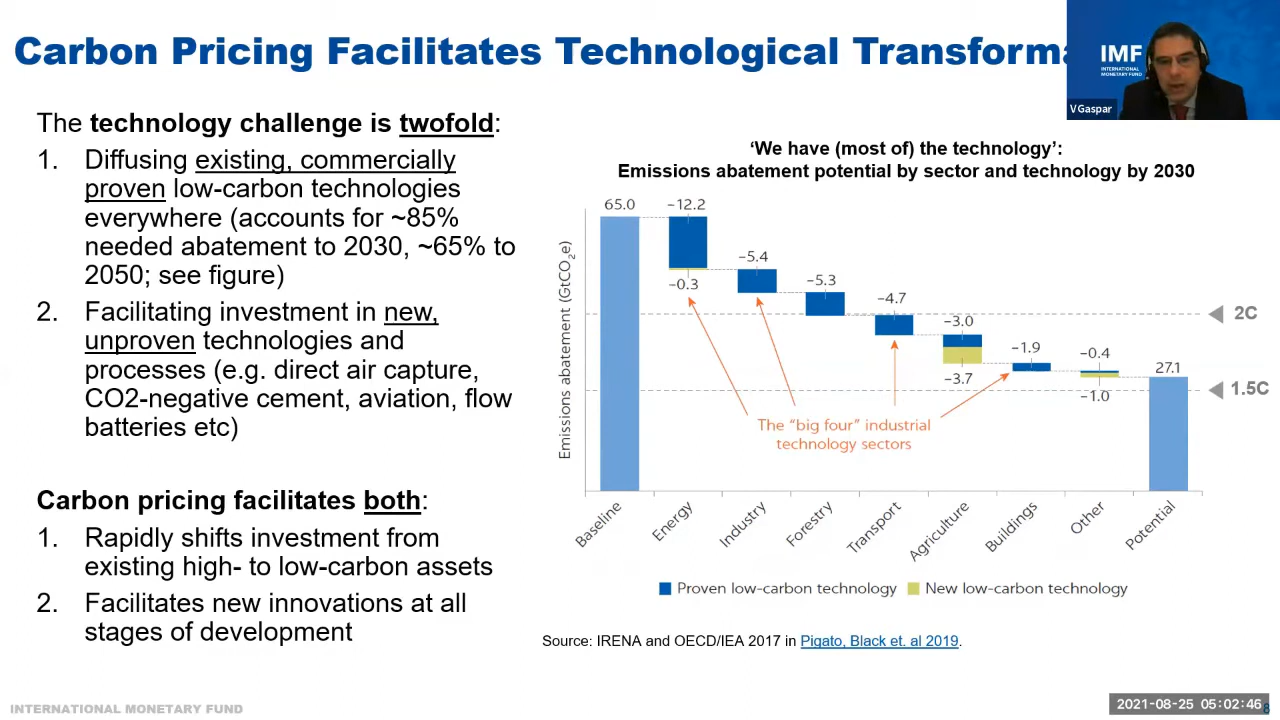 Carbon Pricing Facilitates Technological Transforma
IMF
INTERNATIONAL
MONETARY FUND
V Gaspar
The technology challenge is twofold:
1. Diffusing existing, commercially
proven low-carbon technologies
everywhere (accounts for ~85%
needed abatement to 2030, ~65% to
2050; see figure)
2. Facilitating investment in new,
unproven technologies and
processes (e.g. direct air capture,
CO2-negative cement, aviation, flow
batteries etc)
Carbon pricing facilitates both:
1. Rapidly shifts investment from
existing high- to low-carbon assets
2. Facilitates new innovations at all
stages of development
‘We have (most of) the technology’:
Emissions abatement potential by sector and technology by 2030
Emissions abatement (GtCO2e)
65.0
−12.2
−0.3
−5.4
−5.3
−4.7
−3.0
−3.7
−1.9
−0.4
−1.0
27.1
2C
1.5C
The “big four” industrial
technology sectors
Baseline
Energy
Industry
Forestry
Transport
Agriculture
Buildings
Other
Potential
Proven low-carbon technology
New low-carbon technology
Source: IRENA and OECD/IEA 2017 in Pigato, Black et. al 2019.
INTERNATIONAL MONETARY FUND
2021-08-25 05:02:46
8